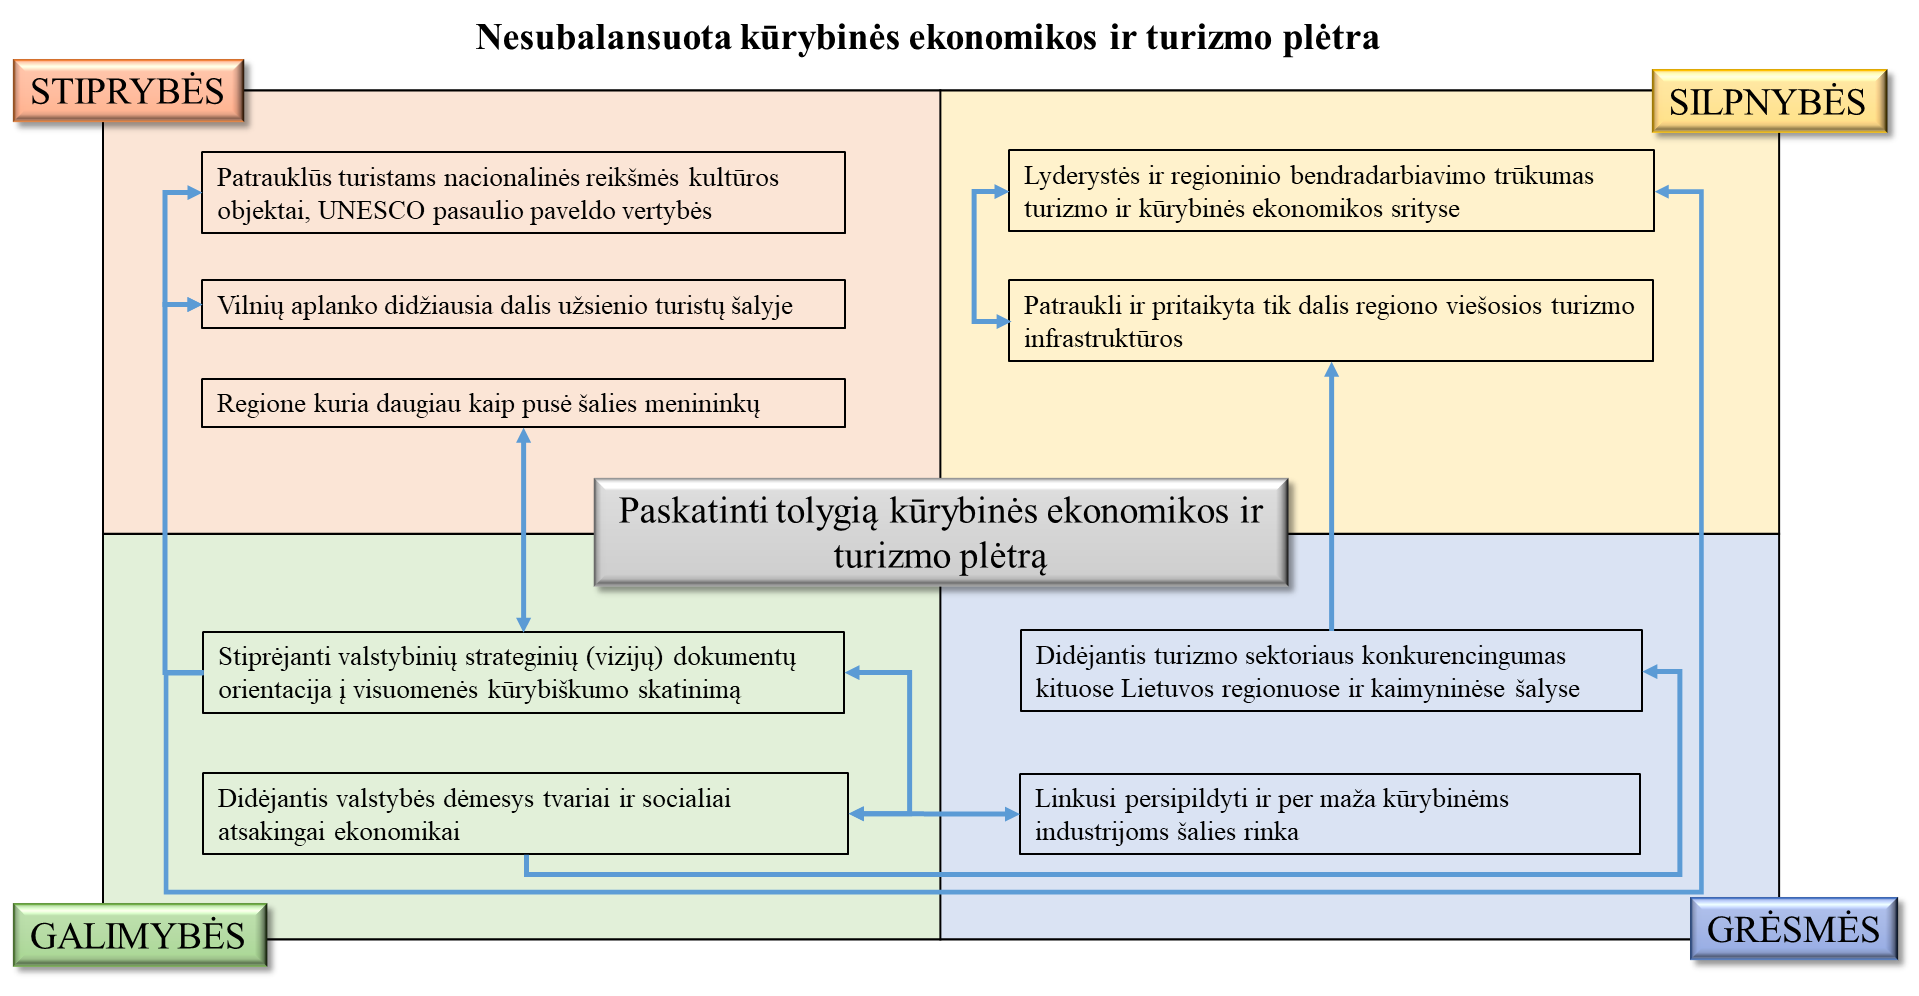 Nesubalansuota kūrybinės ekonomikos ir turizmo plėtra
STIPRYBĖS
Patrauklūs turistams nacionalinės reikšmės kultūros
objektai, UNESCO pasaulio paveldo vertybės
Vilnių aplanko didžiausia dalis užsienio turistų šalyje
Regione kuria daugiau kaip pusė šalies menininkų
SILPNYBĖS
Lyderystės ir regioninio bendradarbiavimo trūkumas
turizmo ir kūrybinės ekonomikos srityse
Patraukli ir pritaikyta tik dalis regiono viešosios turizmo
infrastruktūros
Paskatinti tolygią kūrybinės ekonomikos ir
turizmo plėtrą
Stiprėjanti valstybinių strateginių (vizijų) dokumentų
orientacija į visuomenės kūrybiškumo skatinimą
Didėjantis valstybės dėmesys tvariai ir socialiai
atsakingai ekonomikai
GALIMYBĖS
Didėjantis turizmo sektoriaus konkurencingumas
kituose Lietuvos regionuose ir kaimyninėse šalyse
Linkusi persipildyti ir per maža kūrybinėms
industrijoms šalies rinka
GRĖSMĖS